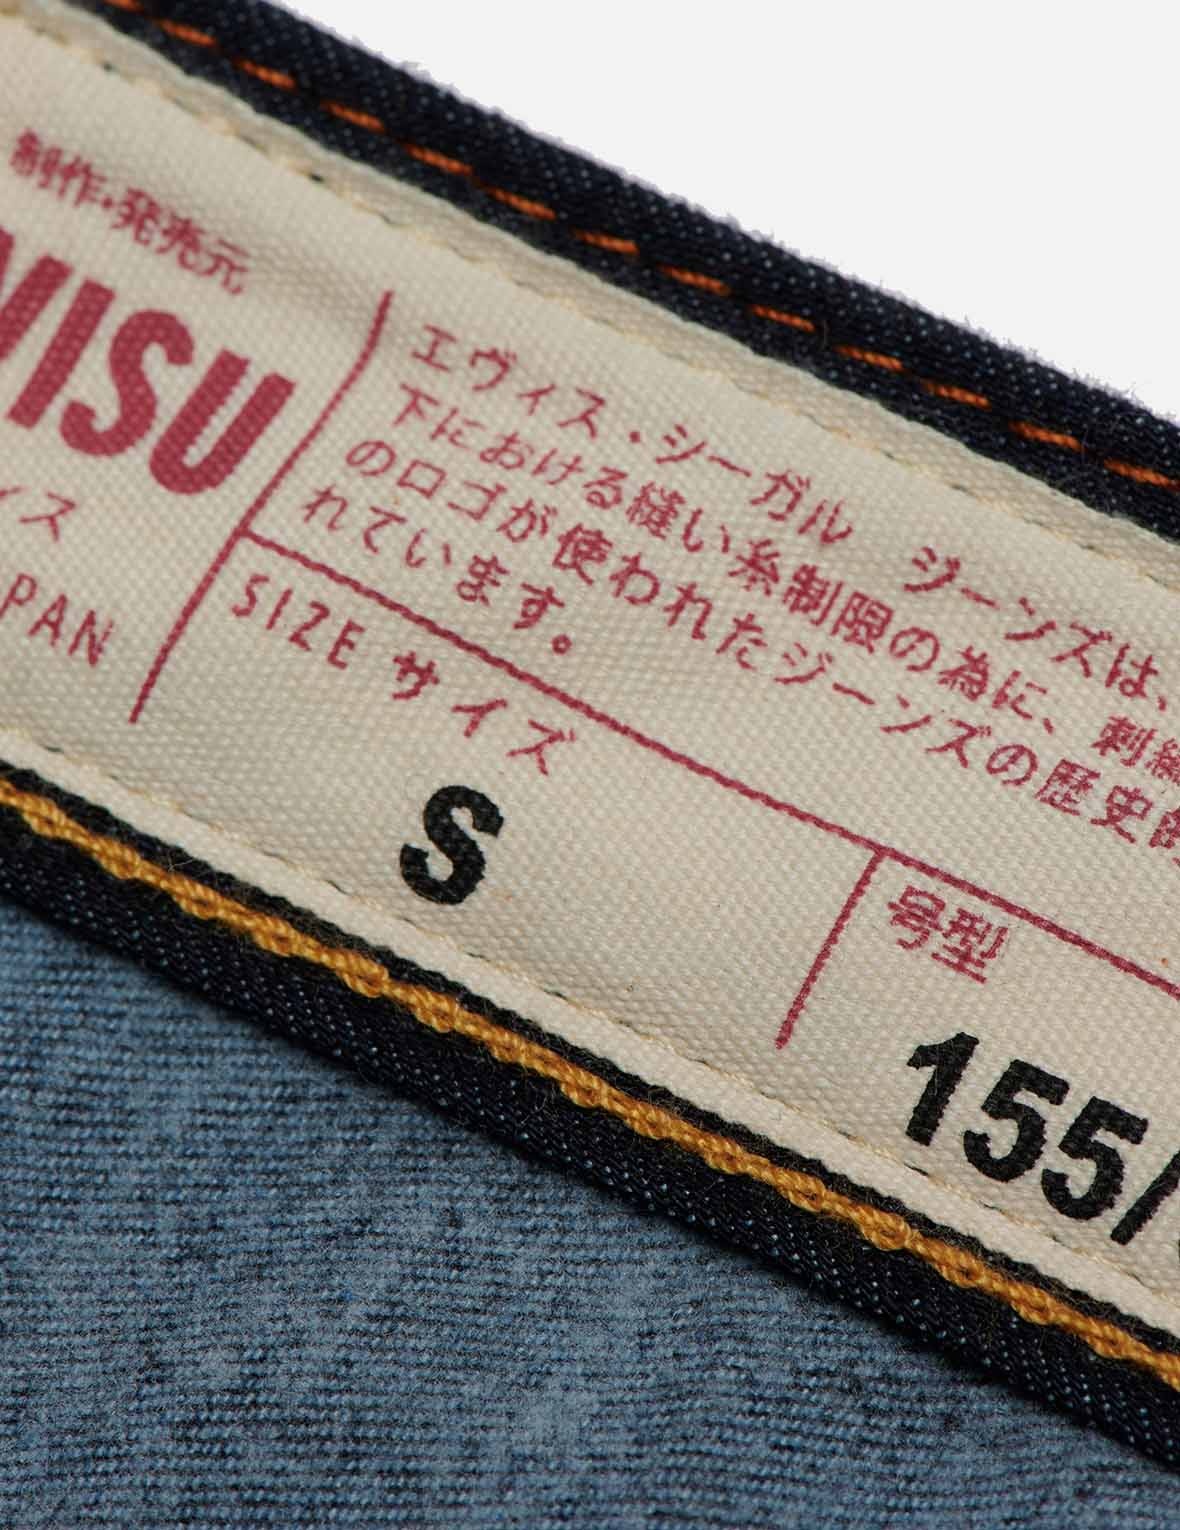 制作・発売元
VISU
イス
PAN
エヴィス・シーガル ジーンズは、
下における縫い糸制限の為に、刺繍
のロゴが使われたジーンズの歴史的
れています。
SIZE サイズ
S
号型
155/